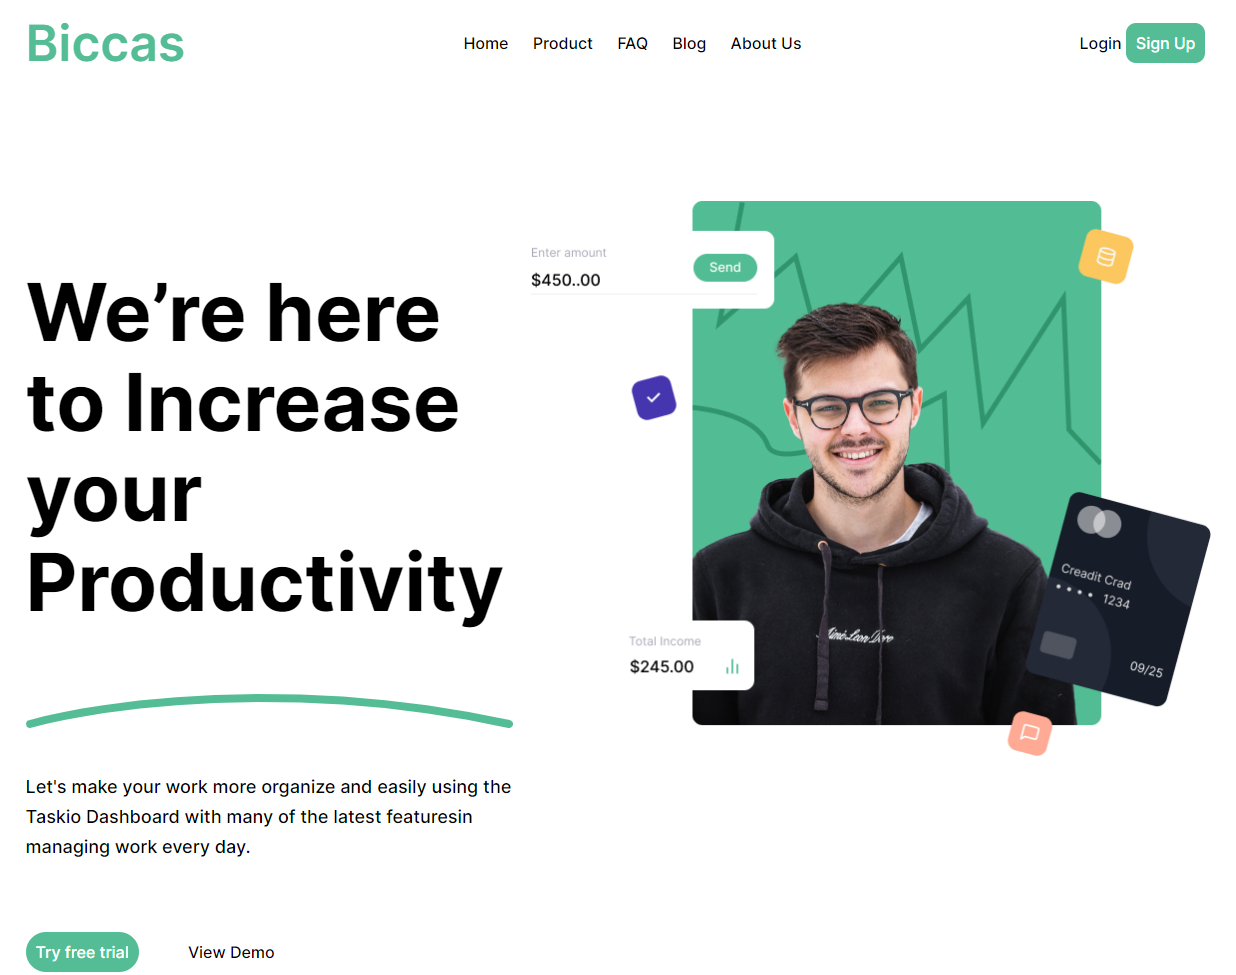 Biccas
Home Product FAQ Blog About Us
Login Sign Up
We’re here
to Increase
your
Productivity
Let's make your work more organize and easily using the
Taskio Dashboard with many of the latest featuresin
managing work every day.
Try free trial
View Demo
Enter amount
$450..00
Send
Creadit Crad
•••• 1234
09/25
Aimé Leon Dore
Total Income
$245.00